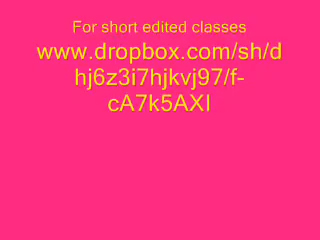 For short edited classes
www.dropbox.com/sh/d
hj6z3i7hjkvj97/f-
cA7k5AXI